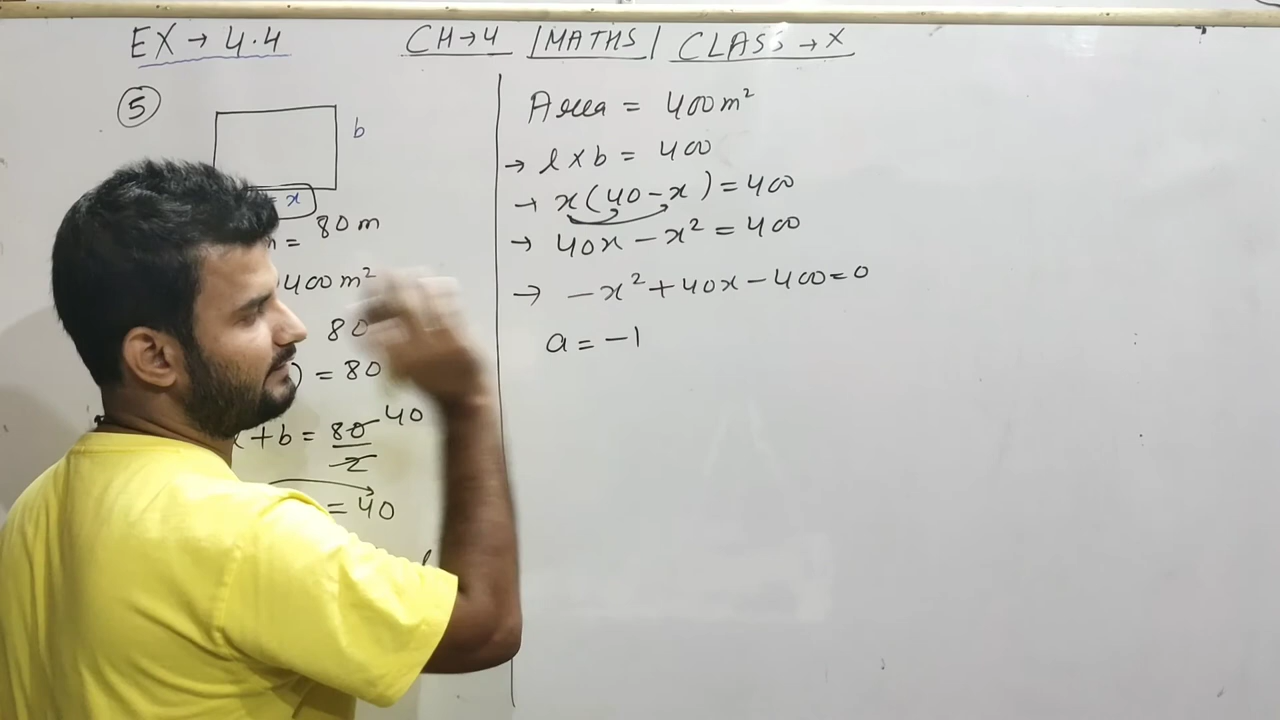 EX → 4.4
CH→4 |MATHS| CLASS → X
5
b
= x
= 80 m
400 m²
80
) = 80
+ b = 80/2 40
= 40
Area = 400 m²
→ l × b = 400
→ x(40 - x) = 400
→ 40x - x² = 400
→ -x² + 40x - 400 = 0
a = -1